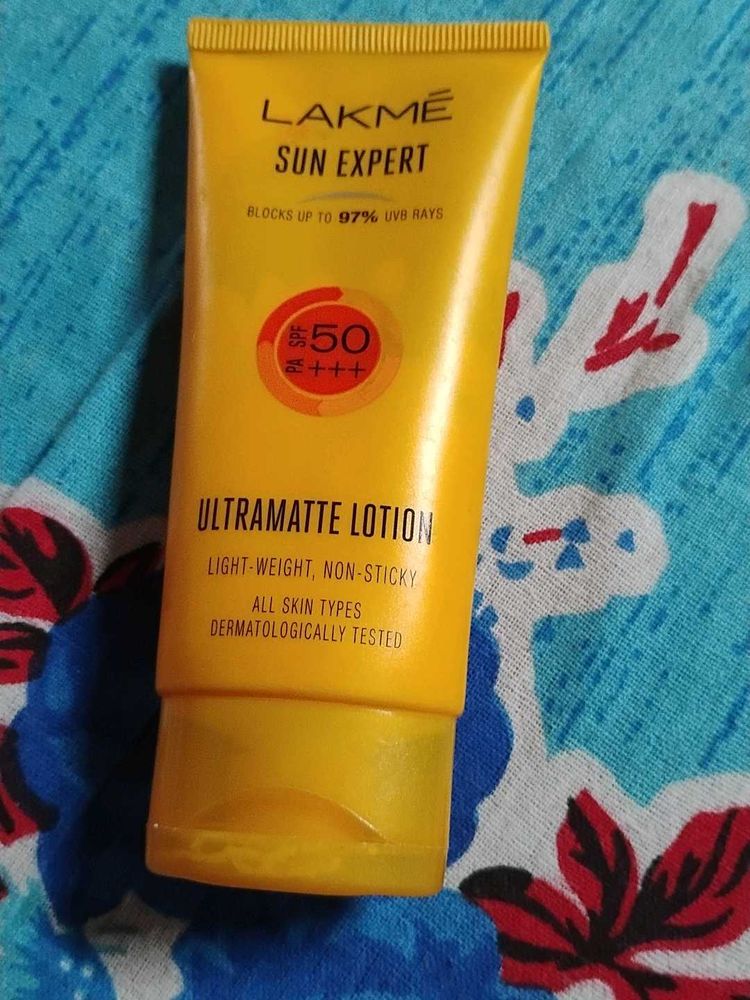 LAKMÉ
SUN EXPERT
BLOCKS UP TO 97% UVB RAYS
SPF 50
PA +++
ULTRAMATTE LOTION
LIGHT-WEIGHT, NON-STICKY
ALL SKIN TYPES
DERMATOLOGICALLY TESTED